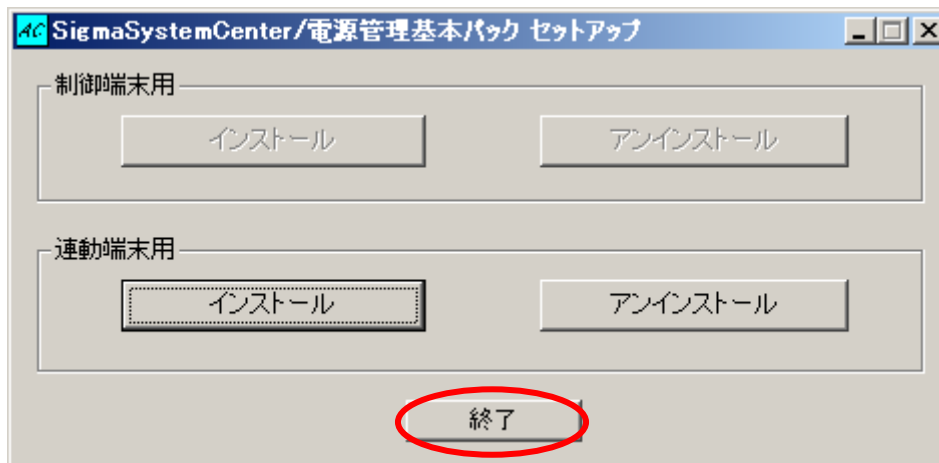 AC SigmaSystemCenter/電源管理基本パック セットアップ
制御端末用
インストール アンインストール
連動端末用
インストール アンインストール
終了